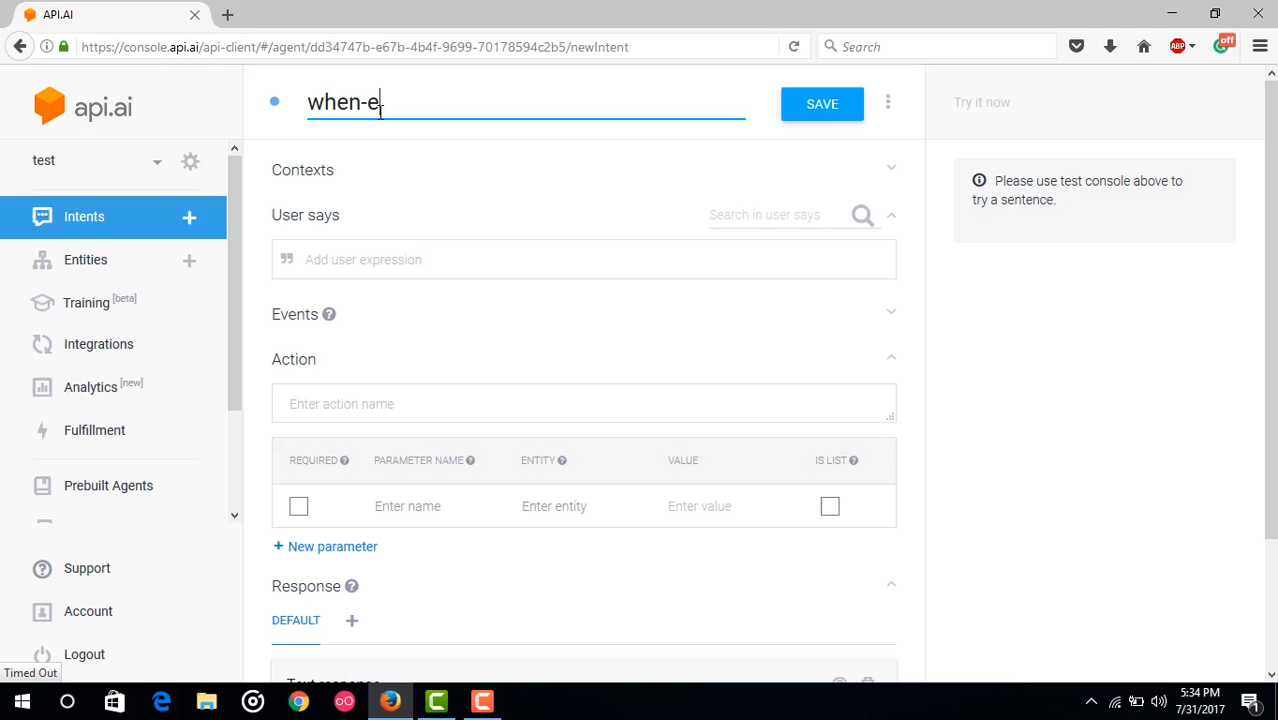 API.AI
https://console.api.ai/api-client/#/agent/dd34747b-e67b-4b4f-9699-70178594c2b5/newIntent
Search
ABP
off
api.ai
when-e
SAVE
Try it now
test
Contexts
Please use test console above to
try a sentence.
Intents
User says
Search in user says
Entities
Add user expression
Training [beta]
Events
Integrations
Action
Analytics [new]
Enter action name
Fulfillment
REQUIRED
PARAMETER NAME
ENTITY
VALUE
IS LIST
Prebuilt Agents
Enter name
Enter entity
Enter value
+ New parameter
Support
Response
Account
DEFAULT
Logout
Timed Out
5:34 PM
7/31/2017